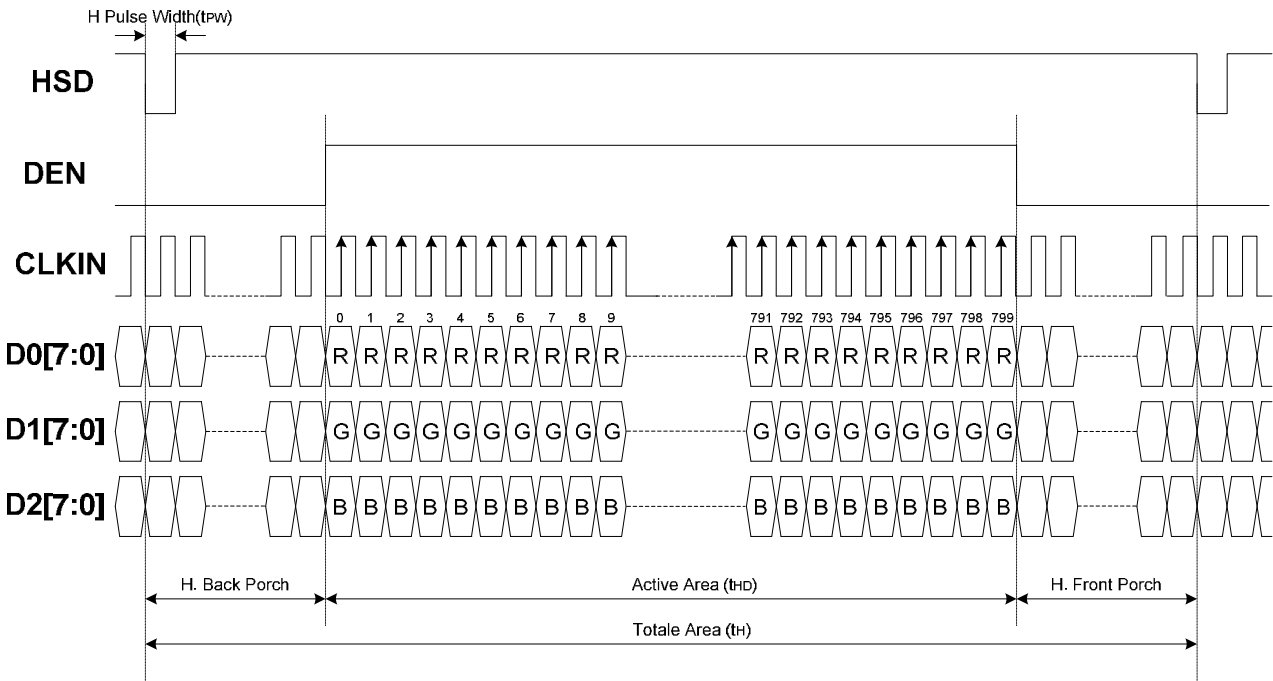 H Pulse Width(tPW)
HSD
DEN
CLKIN
0 1 2 3 4 5 6 7 8 9 791 792 793 794 795 796 797 798 799
D0[7:0] R R R R R R R R R R R R R R R R R R R
D1[7:0] G G G G G G G G G G G G G G G G G G G
D2[7:0] B B B B B B B B B B B B B B B B B B B
H. Back Porch Active Area (tHD) H. Front Porch
Totale Area (tH)